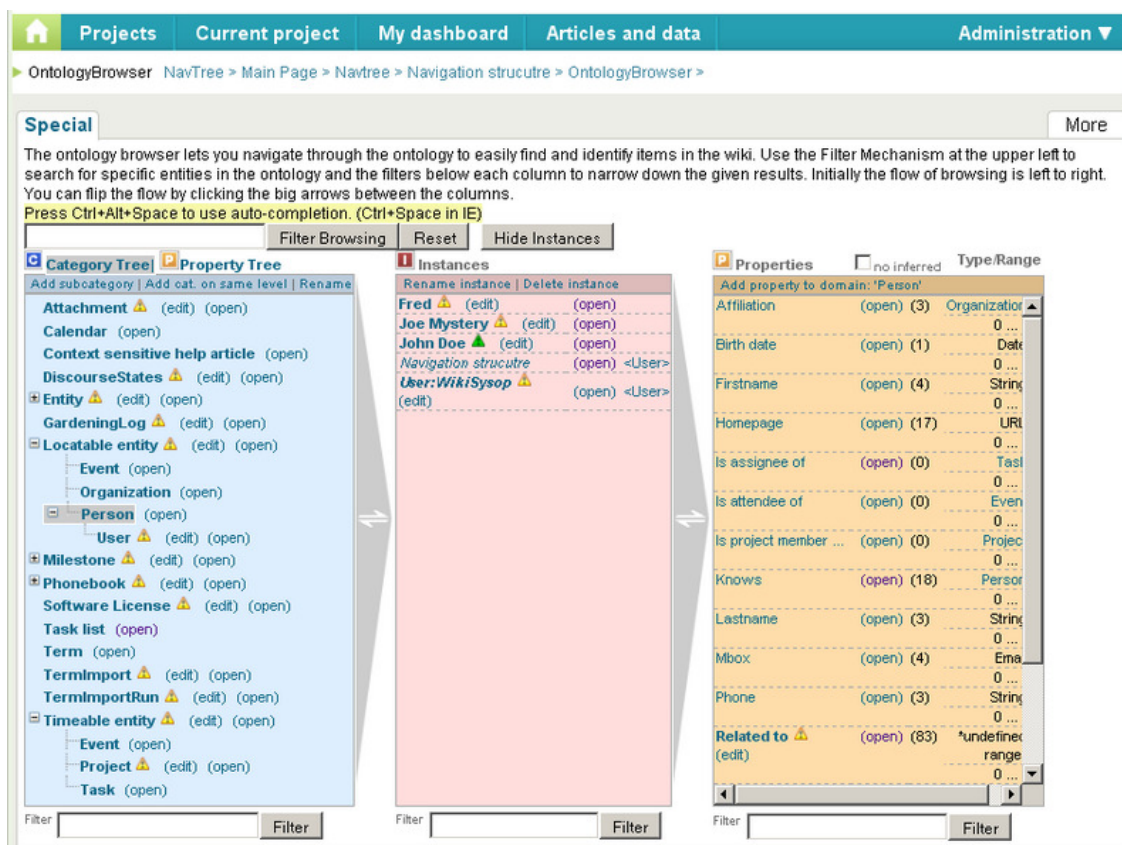 Projects Current project My dashboard Articles and data Administration ▼
OntologyBrowser NavTree > Main Page > Navtree > Navigation strucutre > OntologyBrowser >
Special More
The ontology browser lets you navigate through the ontology to easily find and identify items in the wiki. Use the Filter Mechanism at the upper left to
search for specific entities in the ontology and the filters below each column to narrow down the given results. Initially the flow of browsing is left to right.
You can flip the flow by clicking the big arrows between the columns.
Press Ctrl+Alt+Space to use auto-completion. (Ctrl+Space in IE)
Filter Browsing Reset Hide Instances
C Category Tree| P Property Tree
Add subcategory | Add cat. on same level | Rename
Attachment (edit) (open)
Calendar (open)
Context sensitive help article (open)
DiscourseStates (edit) (open)
Entity (edit) (open)
GardeningLog (edit) (open)
Locatable entity (edit) (open)
Event (open)
Organization (open)
Person (open)
User (edit) (open)
Milestone (edit) (open)
Phonebook (edit) (open)
Software License (edit) (open)
Task list (open)
Term (open)
TermImport (edit) (open)
TermImportRun (edit) (open)
Timeable entity (edit) (open)
Event (open)
Project (edit) (open)
Task (open)
Filter Filter
I Instances
Rename instance | Delete instance
Fred (edit) (open)
Joe Mystery (edit) (open)
John Doe (edit) (open)
Navigation strucutre (open) <User>
User:WikiSysop (open) <User>
(edit)
Filter Filter
P Properties no inferred Type/Range
Add property to domain: 'Person'
Affiliation (open) (3) Organization
0 ...
Birth date (open) (1) Date
0 ...
Firstname (open) (4) String
0 ...
Homepage (open) (17) URL
0 ...
Is assignee of (open) (0) Task
0 ...
Is attendee of (open) (0) Even
0 ...
Is project member ... (open) (0) Projec
0 ...
Knows (open) (18) Person
0 ...
Lastname (open) (3) String
0 ...
Mbox (open) (4) Ema
0 ...
Phone (open) (3) String
0 ...
Related to (open) (83) *undefined
(edit) range
0 ...
Filter Filter